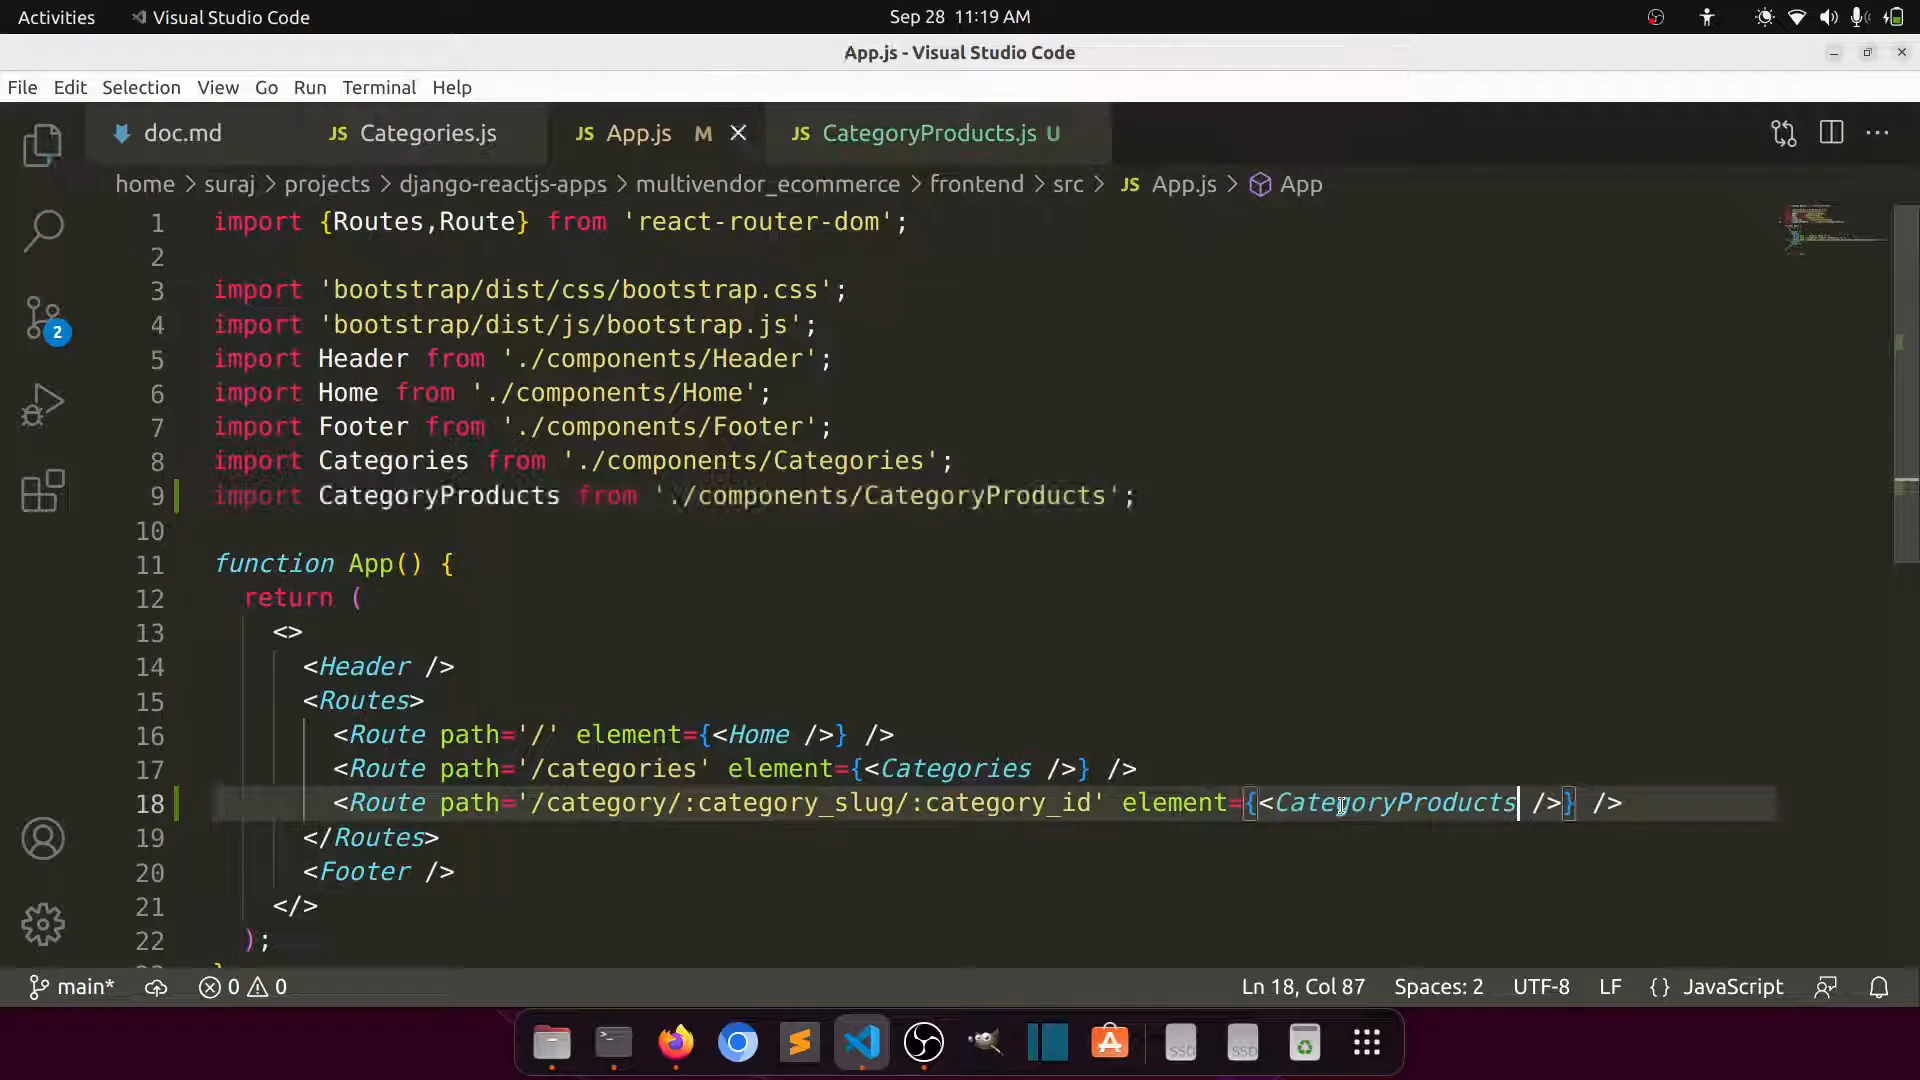 Activities Visual Studio Code Sep 28 11:19 AM
App.js - Visual Studio Code
File Edit Selection View Go Run Terminal Help
doc.md JS Categories.js JS App.js M JS CategoryProducts.js U
home > suraj > projects > django-reactjs-apps > multivendor_ecommerce > frontend > src > JS App.js > App
1 import {Routes,Route} from 'react-router-dom';
2
3 import 'bootstrap/dist/css/bootstrap.css';
4 import 'bootstrap/dist/js/bootstrap.js';
5 import Header from './components/Header';
6 import Home from './components/Home';
7 import Footer from './components/Footer';
8 import Categories from './components/Categories';
9 import CategoryProducts from './components/CategoryProducts';
10
11 function App() {
12 return (
13 <>
14 <Header />
15 <Routes>
16 <Route path='/' element={<Home />} />
17 <Route path='/categories' element={<Categories />} />
18 <Route path='/category/:category_slug/:category_id' element={<CategoryProducts />} />
19 </Routes>
20 <Footer />
21 </>
22 );
2
main* 0 0 Ln 18, Col 87 Spaces: 2 UTF-8 LF {} JavaScript
SSD SSD